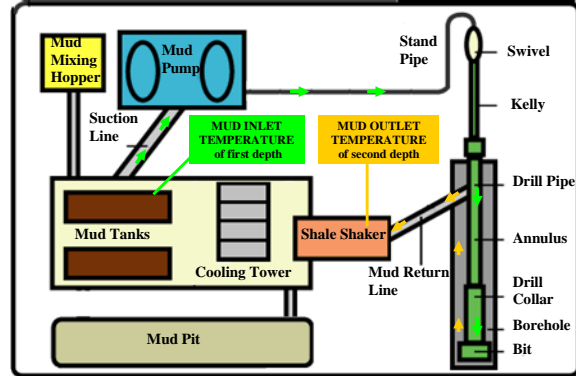 Mud
Mixing
Hopper
Mud
Pump
Stand
Pipe
Swivel
Suction
Line
Kelly
MUD INLET
TEMPERATURE
of first depth
MUD OUTLET
TEMPERATURE
of second depth
Drill Pipe
Mud Tanks
Shale Shaker
Annulus
Cooling Tower
Mud Return
Line
Drill
Collar
Borehole
Mud Pit
Bit